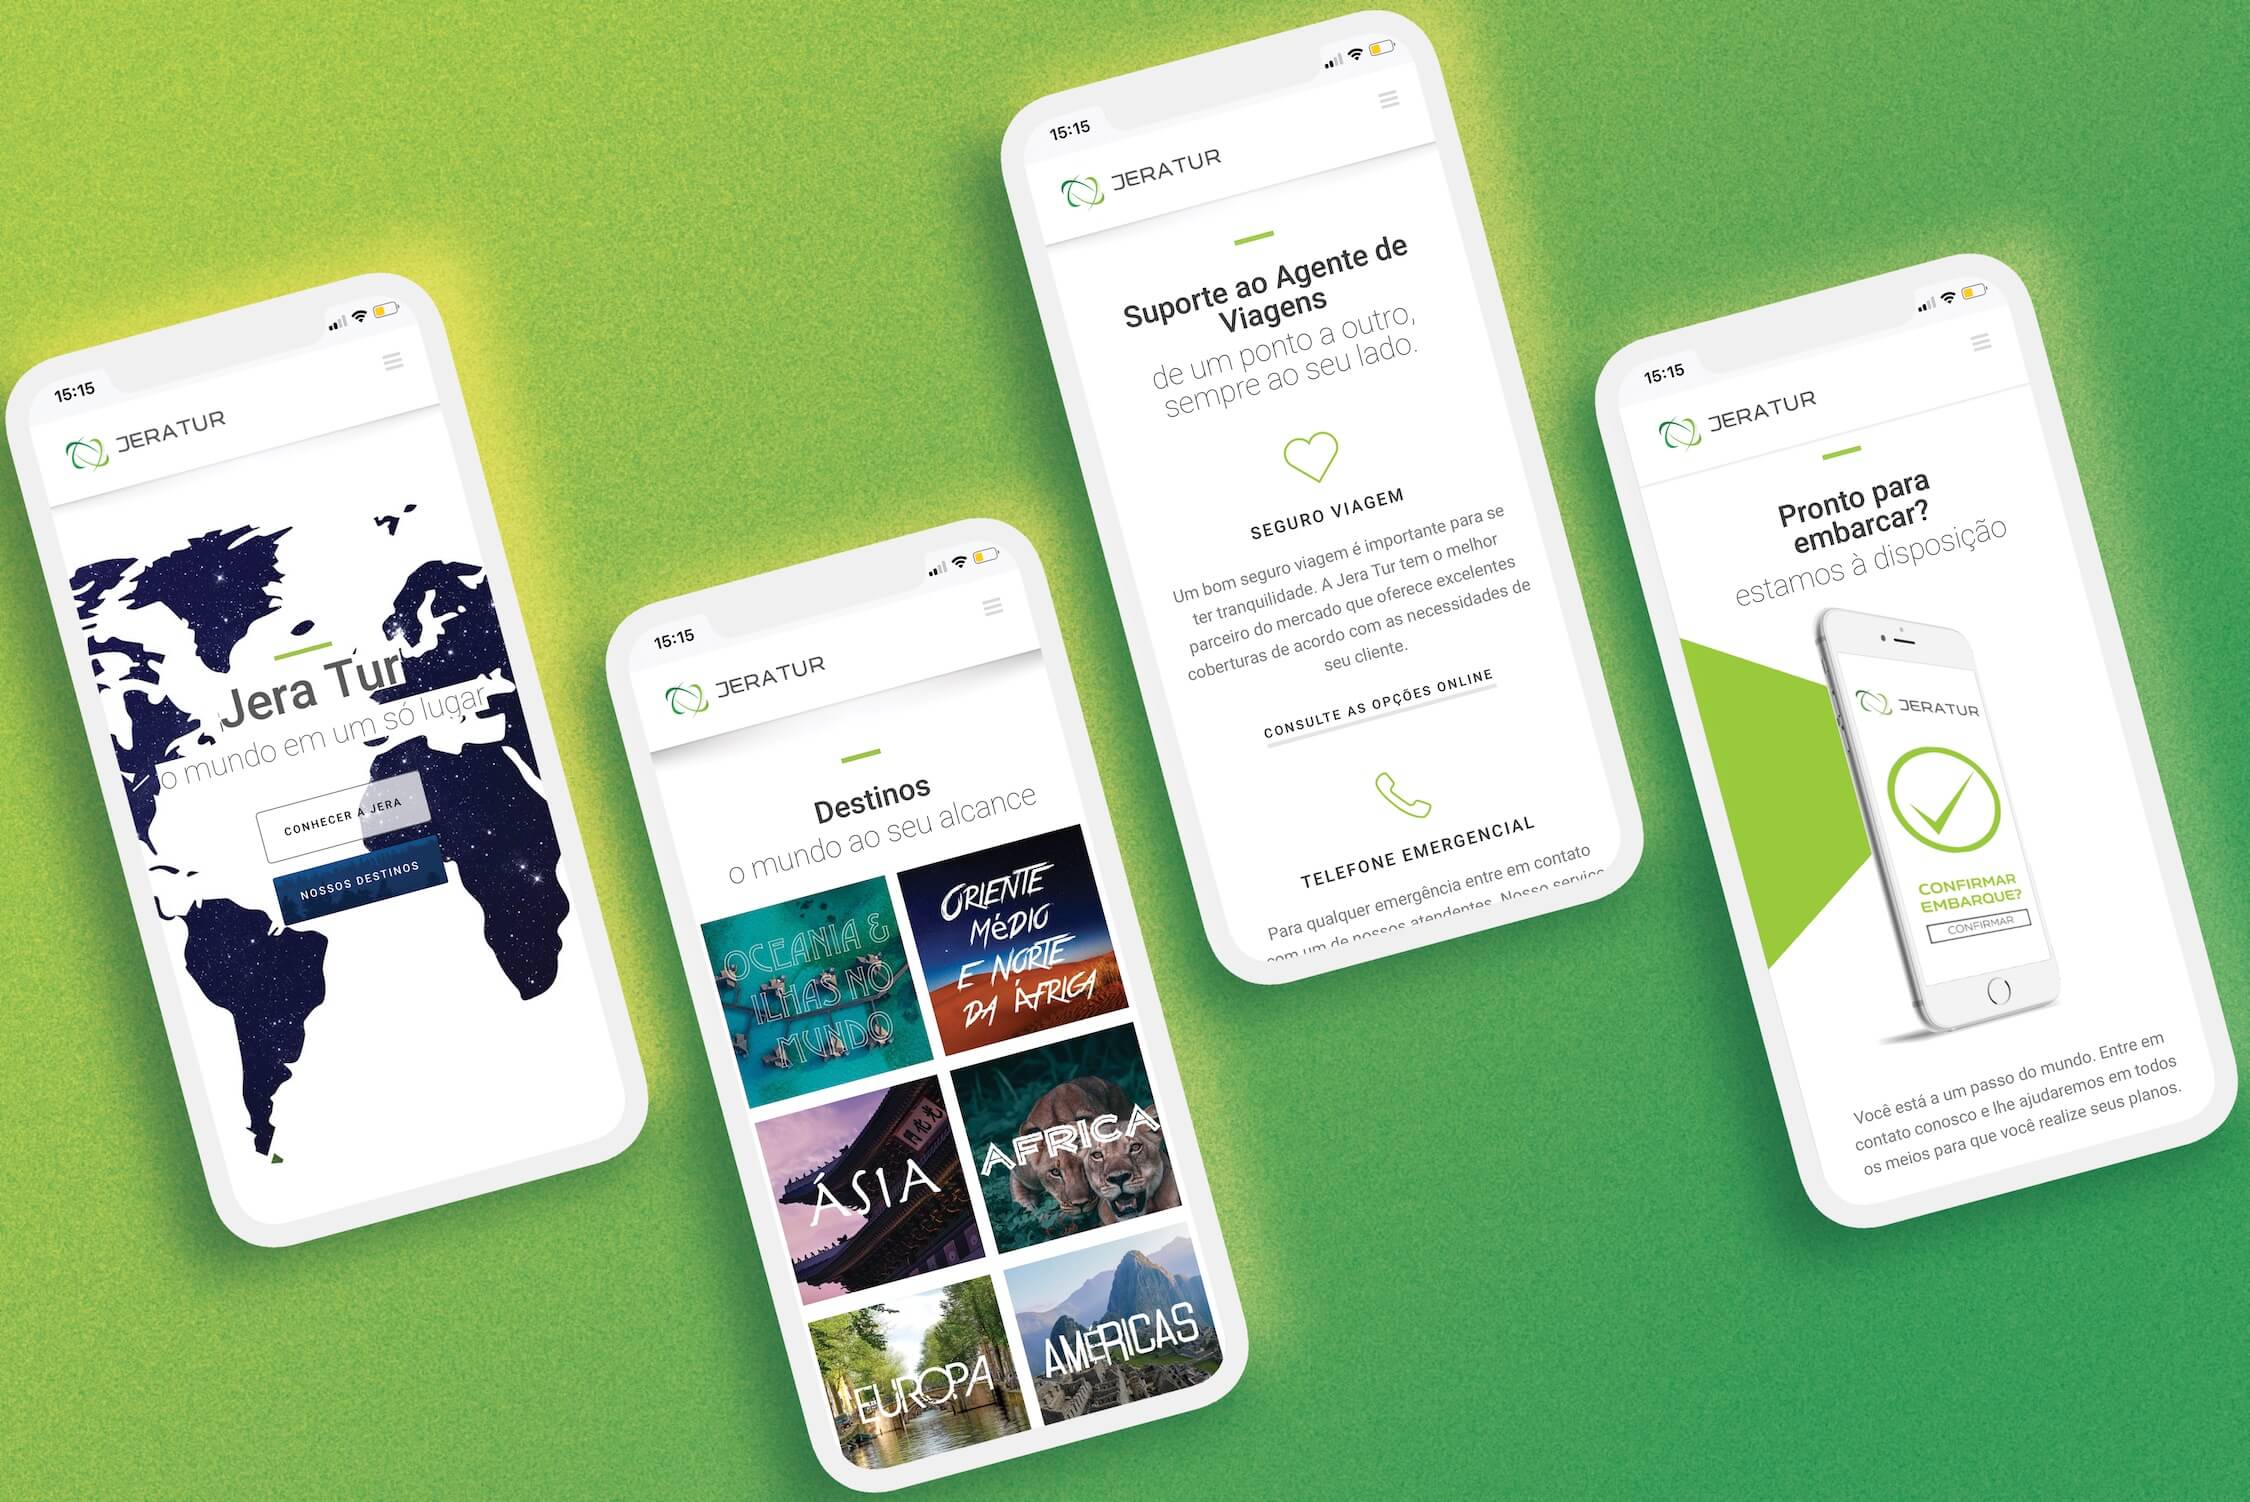 15:15
JERATUR
Jera Tur
o mundo em um só lugar
CONHECER A JERA
NOSSOS DESTINOS
15:15
JERATUR
Destinos
o mundo ao seu alcance
OCEANIA &
ILHAS NO
MUNDO
ORIENTE
MÉDIO
E NORTE
DA ÁFRICA
ÁSIA
AFRICA
EUROPA
AMÉRICAS
15:15
JERATUR
Suporte ao Agente de
Viagens
de um ponto a outro,
sempre ao seu lado.
SEGURO VIAGEM
Um bom seguro viagem é importante para se
ter tranquilidade. A Jera Tur tem o melhor
parceiro do mercado que oferece excelentes
coberturas de acordo com as necessidades de
seu cliente.
CONSULTE AS OPÇÕES ONLINE
TELEFONE EMERGENCIAL
Para qualquer emergência entre em contato
com um de nossos atendentes. Nosso serviço
15:15
JERATUR
Pronto para
embarcar?
estamos à disposição
JERATUR
CONFIRMAR
EMBARQUE?
CONFIRMAR
Você está a um passo do mundo. Entre em
contato conosco e lhe ajudaremos em todos
os meios para que você realize seus planos.